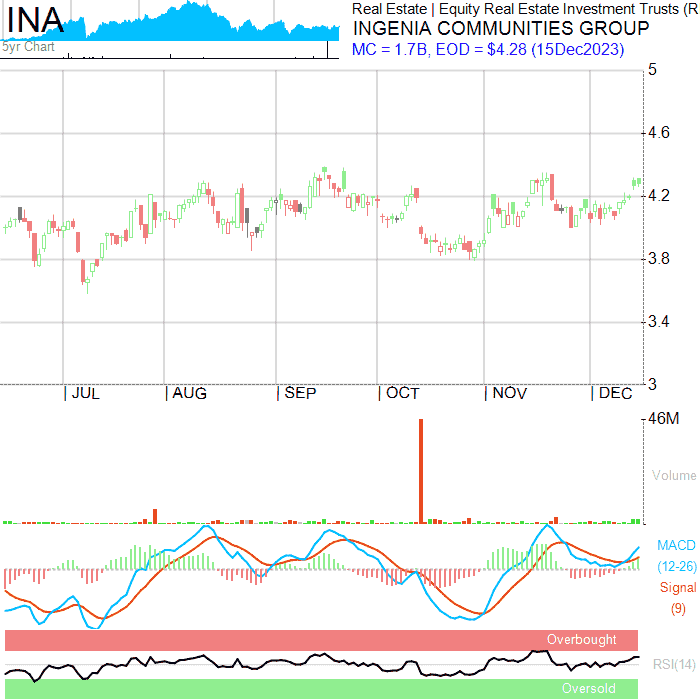 INA
5yr Chart
Real Estate | Equity Real Estate Investment Trusts (R
INGENIA COMMUNITIES GROUP
MC = 1.7B, EOD = $4.28 (15Dec2023)
5
4.6
4.2
3.8
3.4
3
JUL AUG SEP OCT NOV DEC
46M
Volume
MACD
(12-26)
Signal
(9)
Overbought
RSI(14)
Oversold